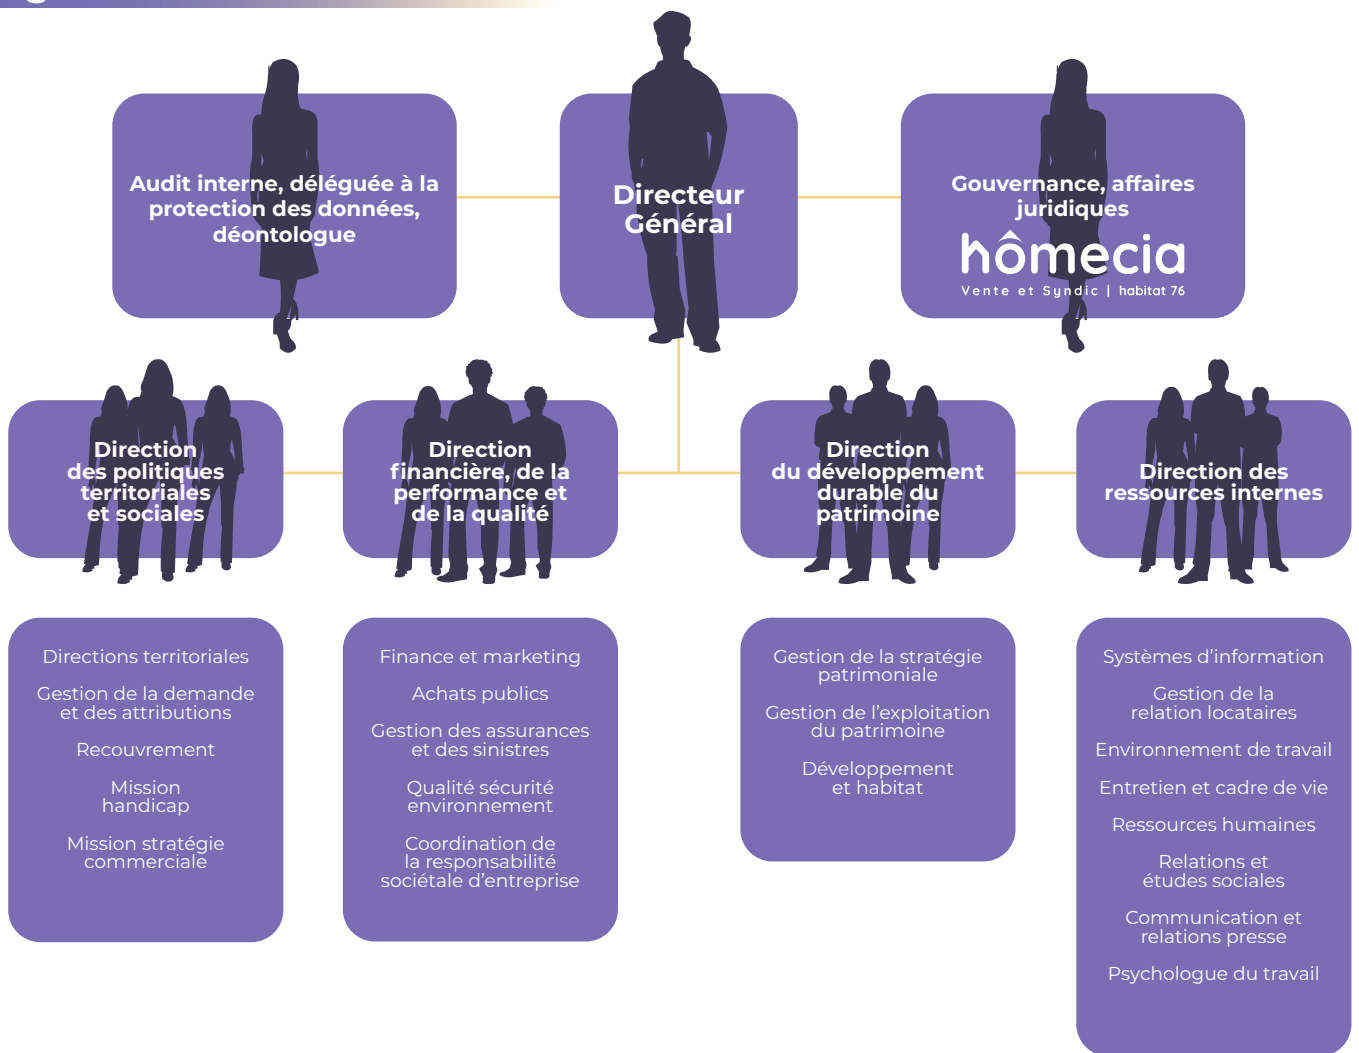 Audit interne, déléguée à la
protection des données,
déontologue
Directeur
Général
Gouvernance, affaires
juridiques
hômecia
Vente et Syndic | habitat 76
Direction
des politiques
territoriales
et sociales
Direction
financière, de la
performance et
de la qualité
Direction
du développement
durable du
patrimoine
Direction des
ressources internes
Directions territoriales
Gestion de la demande
et des attributions
Recouvrement
Mission
handicap
Mission stratégie
commerciale
Finance et marketing
Achats publics
Gestion des assurances
et des sinistres
Qualité sécurité
environnement
Coordination de
la responsabilité
sociétale d’entreprise
Gestion de la stratégie
patrimoniale
Gestion de l’exploitation
du patrimoine
Développement
et habitat
Systèmes d’information
Gestion de la
relation locataires
Environnement de travail
Entretien et cadre de vie
Ressources humaines
Relations et
études sociales
Communication et
relations presse
Psychologue du travail